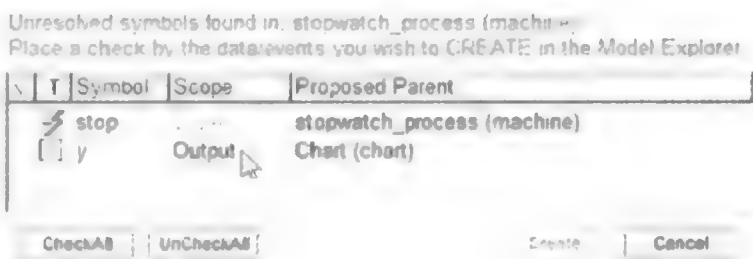 Unresolved symbols found in: stopwatch_process (machine)
Place a check by the data/events you wish to CREATE in the Model Explorer
T Symbol Scope Proposed Parent
stop stopwatch_process (machine)
[ ] y Output Chart (chart)
CheckAll UnCheckAll Create Cancel